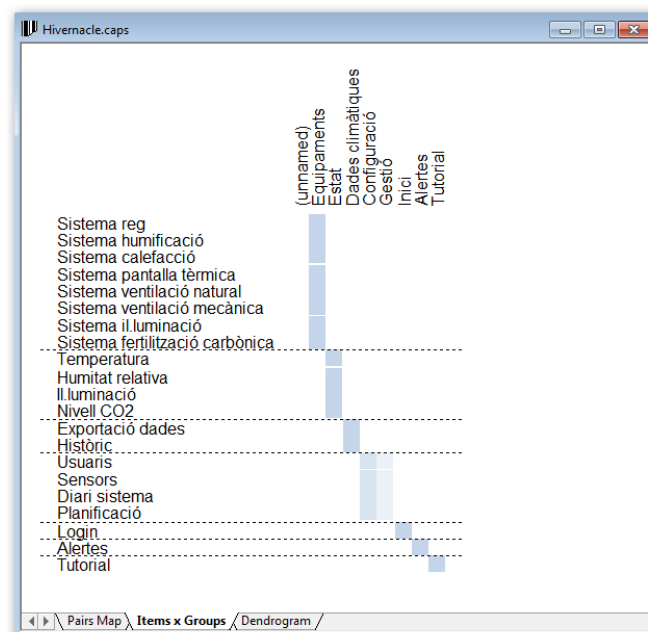 Hivernacle.caps
(unnamed)
Equipaments
Estat
Dades climàtiques
Configuració
Gestió
Inici
Alertes
Tutorial
Sistema reg
Sistema humificació
Sistema calefacció
Sistema pantalla tèrmica
Sistema ventilació natural
Sistema ventilació mecànica
Sistema il.luminació
Sistema fertilització carbònica
Temperatura
Humitat relativa
Il.luminació
Nivell CO2
Exportació dades
Històric
Usuaris
Sensors
Diari sistema
Planificació
Login
Alertes
Tutorial
Pairs Map Items x Groups Dendrogram